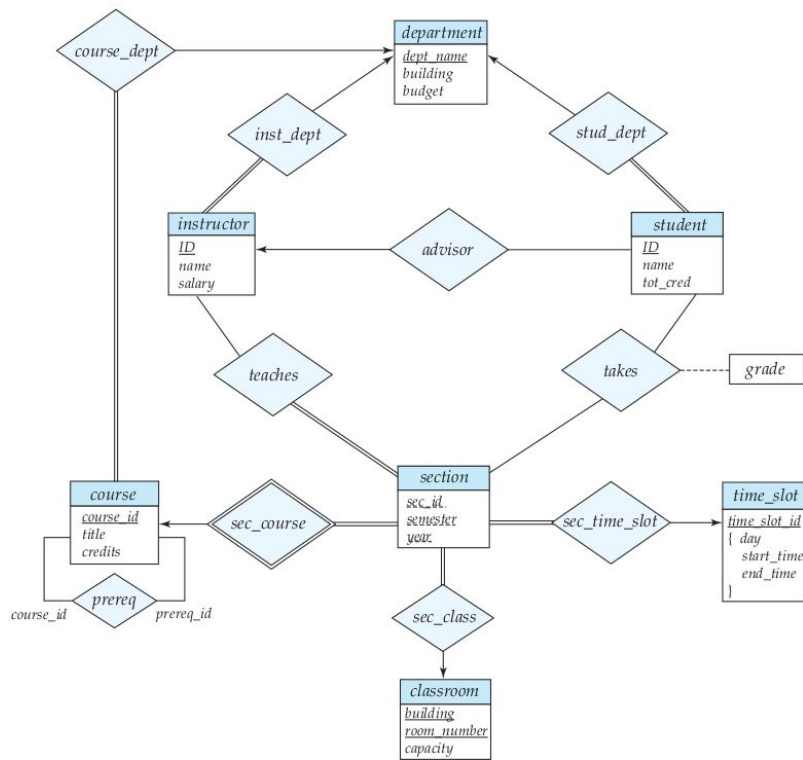 department
course_dept
dept_name
building
budget
inst_dept
stud_dept
instructor
ID
name
salary
advisor
student
ID
name
tot_cred
teaches
takes
grade
section
sec_id
semester
year
course
course_id
title
credits
sec_course
sec_time_slot
time_slot
time_slot_id
{ day
start_time
end_time
}
prereq
course_id
prereq_id
sec_class
classroom
building
room_number
capacity